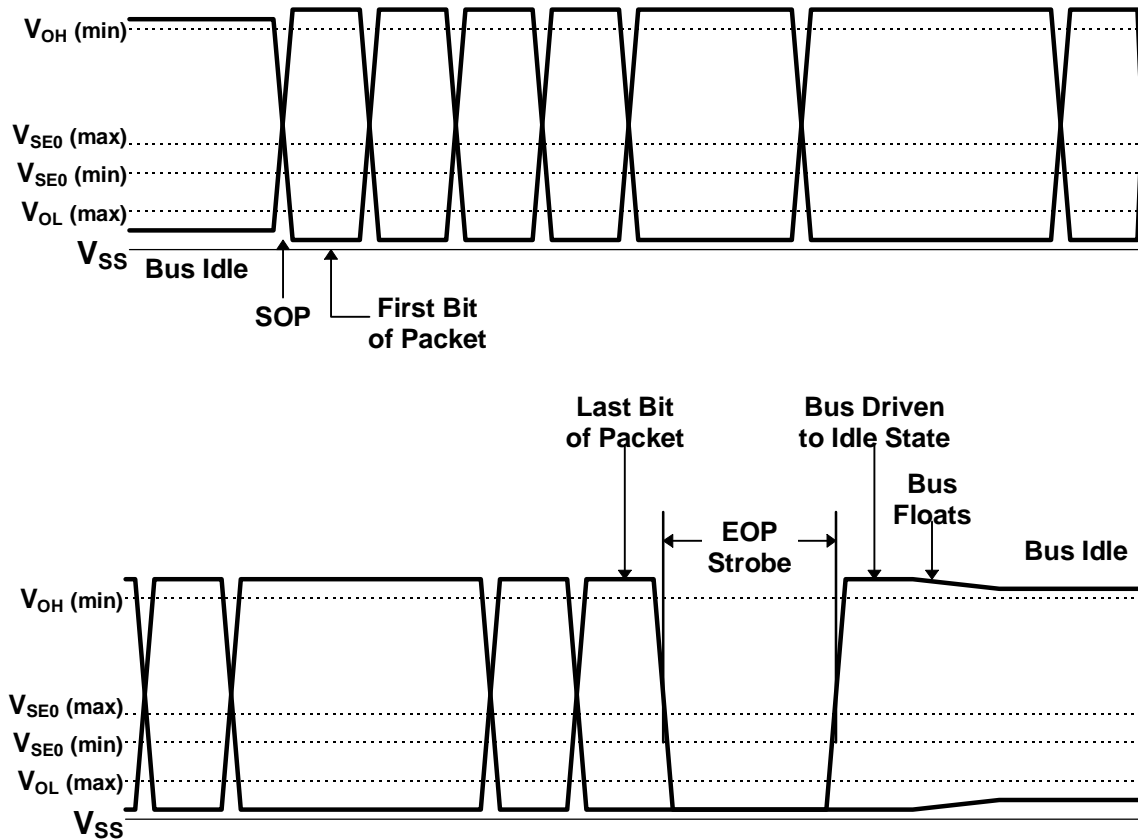 VOH (min)
VSE0 (max)
VSE0 (min)
VOL (max)
VSS
Bus Idle
SOP
First Bit
of Packet
Last Bit
of Packet
Bus Driven
to Idle State
Bus
Floats
EOP
Strobe
Bus Idle
VOH (min)
VSE0 (max)
VSE0 (min)
VOL (max)
VSS